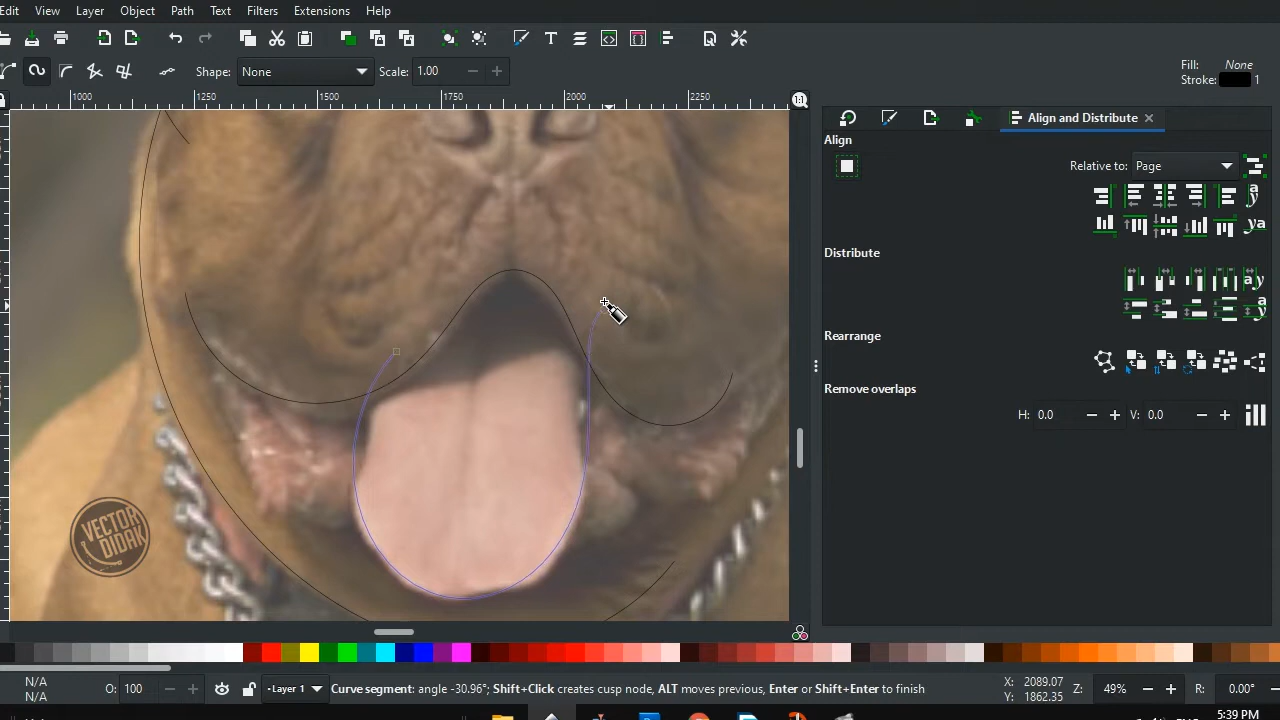 Edit View Layer Object Path Text Filters Extensions Help
Shape: None Scale: 1.00
Fill: None
Stroke: 1
1000 1250 1500 1750 2000 2250
1:1
Align and Distribute
Align
Relative to: Page
Distribute
Rearrange
Remove overlaps
H: 0.0 V: 0.0
VECTOR
DIDAK
N/A
N/A
O: 100
Layer 1
Curve segment: angle -30.96°; Shift+Click creates cusp node, ALT moves previous, Enter or Shift+Enter to finish
X: 2089.07
Y: 1862.35
Z: 49%
R: 0.00°
5:39 PM